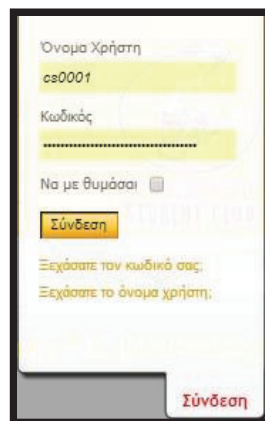 Όνομα Χρήστη
cs0001
Κωδικός
Να με θυμάσαι
Σύνδεση
Ξεχάσατε τον κωδικό σας;
Ξεχάσατε το όνομα χρήστη;
Σύνδεση